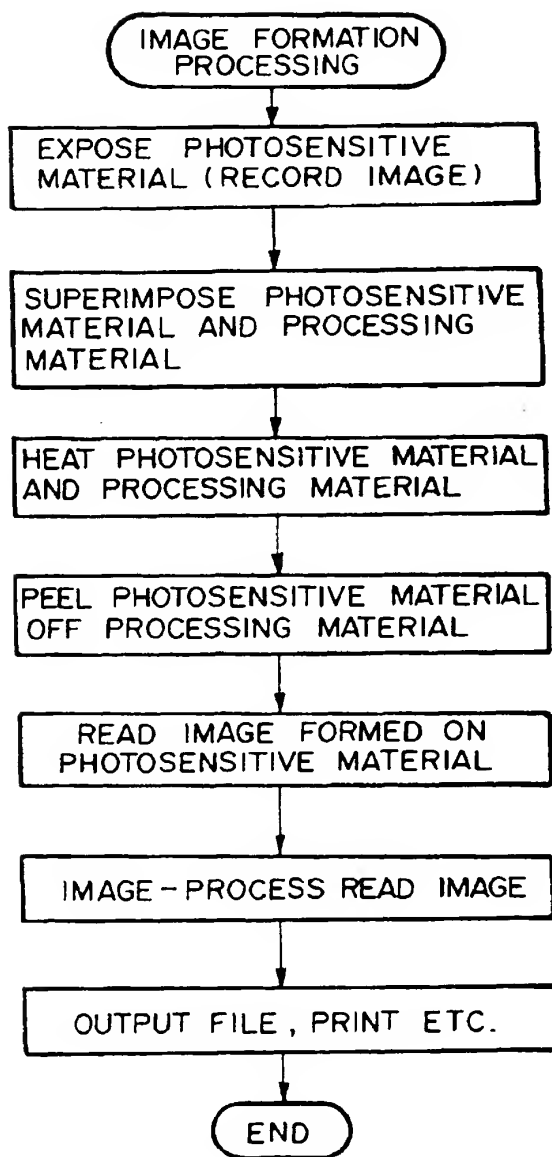 IMAGE FORMATION
PROCESSING
EXPOSE PHOTOSENSITIVE
MATERIAL (RECORD IMAGE)
SUPERIMPOSE PHOTOSENSITIVE
MATERIAL AND PROCESSING
MATERIAL
HEAT PHOTOSENSITIVE MATERIAL
AND PROCESSING MATERIAL
PEEL PHOTOSENSITIVE MATERIAL
OFF PROCESSING MATERIAL
READ IMAGE FORMED ON
PHOTOSENSITIVE MATERIAL
IMAGE-PROCESS READ IMAGE
OUTPUT FILE, PRINT ETC.
END